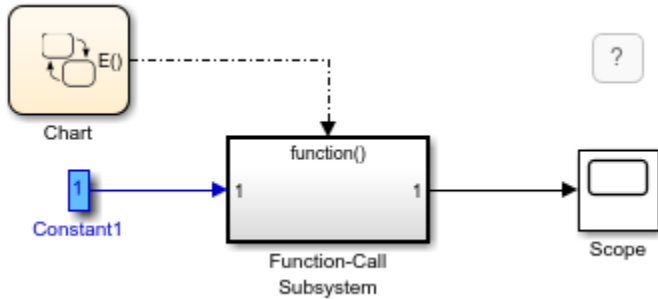 E()
?
Chart
function()
1
1
1
Constant1
Scope
Function-Call
Subsystem